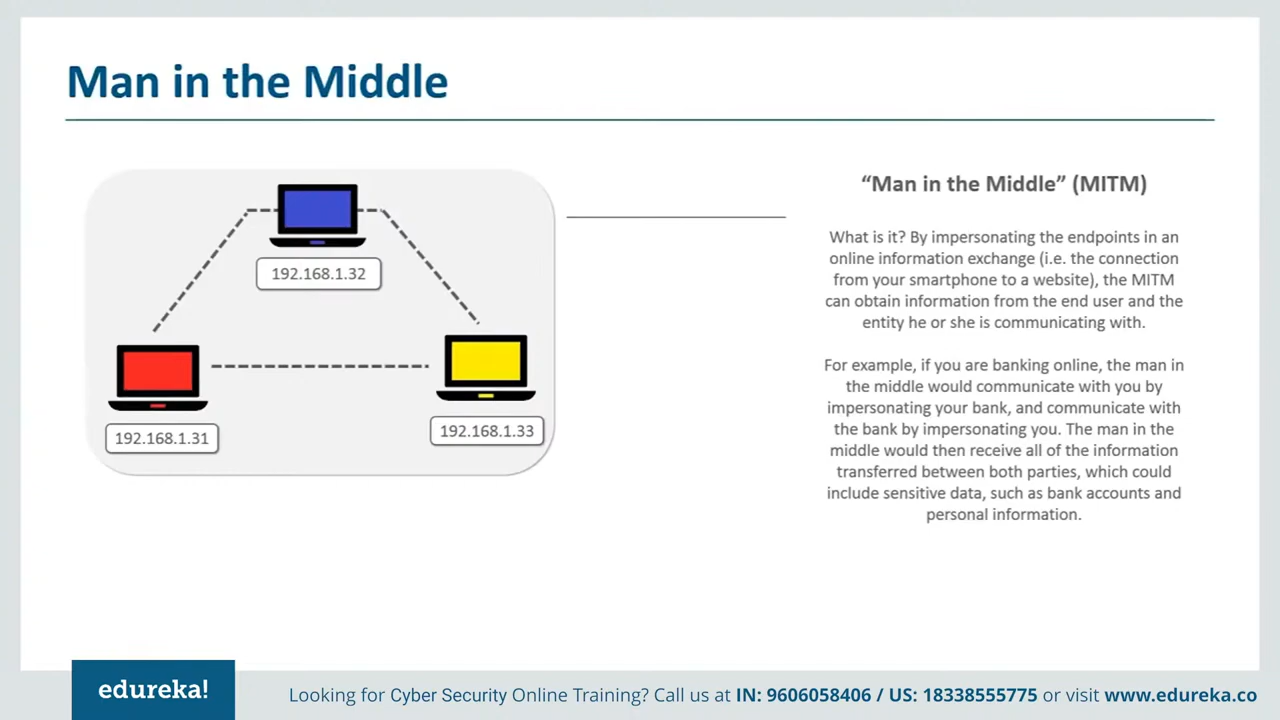 Man in the Middle
192.168.1.32
192.168.1.31
192.168.1.33
“Man in the Middle” (MITM)
What is it? By impersonating the endpoints in an
online information exchange (i.e. the connection
from your smartphone to a website), the MITM
can obtain information from the end user and the
entity he or she is communicating with.
For example, if you are banking online, the man in
the middle would communicate with you by
impersonating your bank, and communicate with
the bank by impersonating you. The man in the
middle would then receive all of the information
transferred between both parties, which could
include sensitive data, such as bank accounts and
personal information.
edureka!
Looking for Cyber Security Online Training? Call us at IN: 9606058406 / US: 18338555775 or visit www.edureka.co